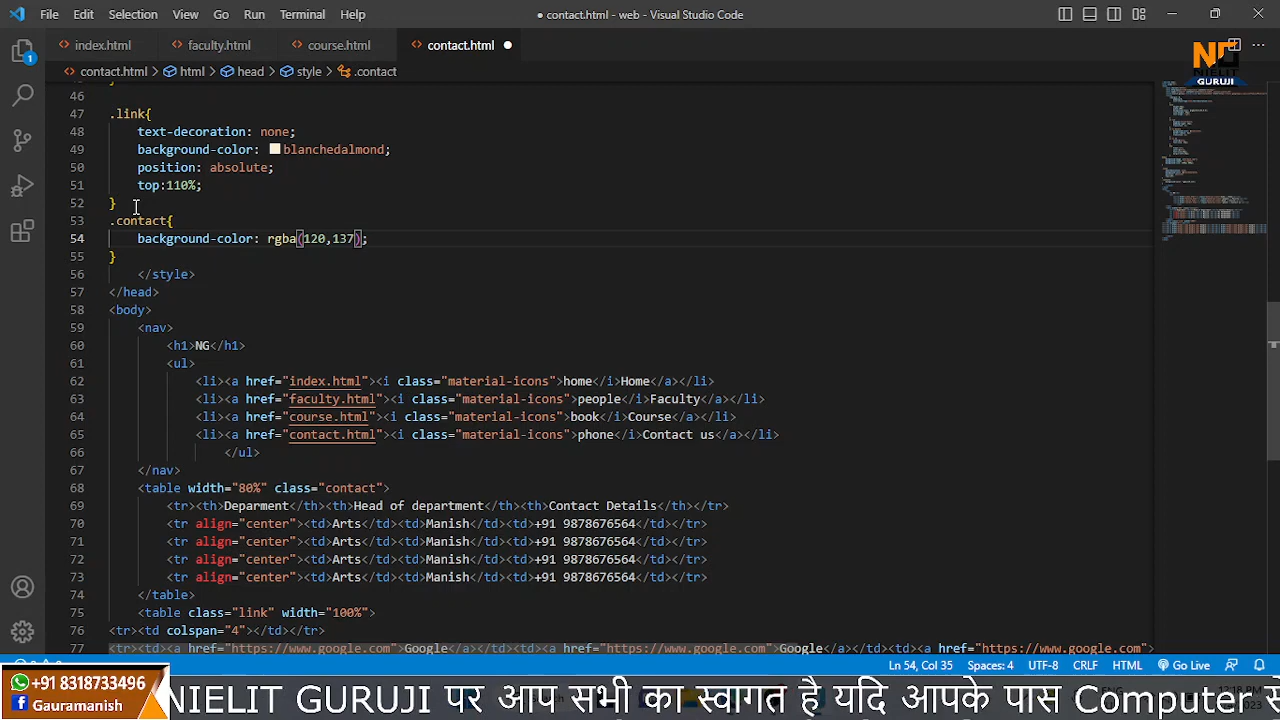 File Edit Selection View Go Run Terminal Help
● contact.html - web - Visual Studio Code
index.html faculty.html course.html contact.html ●
NIELIT
GURUJI
contact.html > html > head > style > .contact
1
46
47 .link{
48 text-decoration: none;
49 background-color: blanchedalmond;
50 position: absolute;
51 top:110%;
52 }
53 .contact{
54 background-color: rgba(120,137);
55 }
56 </style>
57 </head>
58 <body>
59 <nav>
60 <h1>NG</h1>
61 <ul>
62 <li><a href="index.html"><i class="material-icons">home</i>Home</a></li>
63 <li><a href="faculty.html"><i class="material-icons">people</i>Faculty</a></li>
64 <li><a href="course.html"><i class="material-icons">book</i>Course</a></li>
65 <li><a href="contact.html"><i class="material-icons">phone</i>Contact us</a></li>
66 </ul>
67 </nav>
68 <table width="80%" class="contact">
69 <tr><th>Deparment</th><th>Head of department</th><th>Contact Details</th></tr>
70 <tr align="center"><td>Arts</td><td>Manish</td><td>+91 9878676564</td></tr>
71 <tr align="center"><td>Arts</td><td>Manish</td><td>+91 9878676564</td></tr>
72 <tr align="center"><td>Arts</td><td>Manish</td><td>+91 9878676564</td></tr>
73 <tr align="center"><td>Arts</td><td>Manish</td><td>+91 9878676564</td></tr>
74 </table>
75 <table class="link" width="100%">
76 <tr><td colspan="4"></td></tr>
77 <tr><td><a href="https://www.google.com">Google</a></td><td><a href="https://www.google.com">Google</a></td><td><a href="https://www.google.com">
Ln 54, Col 35 Spaces: 4 UTF-8 CRLF HTML Go Live
+91 8318733496
Gauramanish
NIELIT GURUJI पर आप सभी का स्वागत है यदि आपके पास Computer